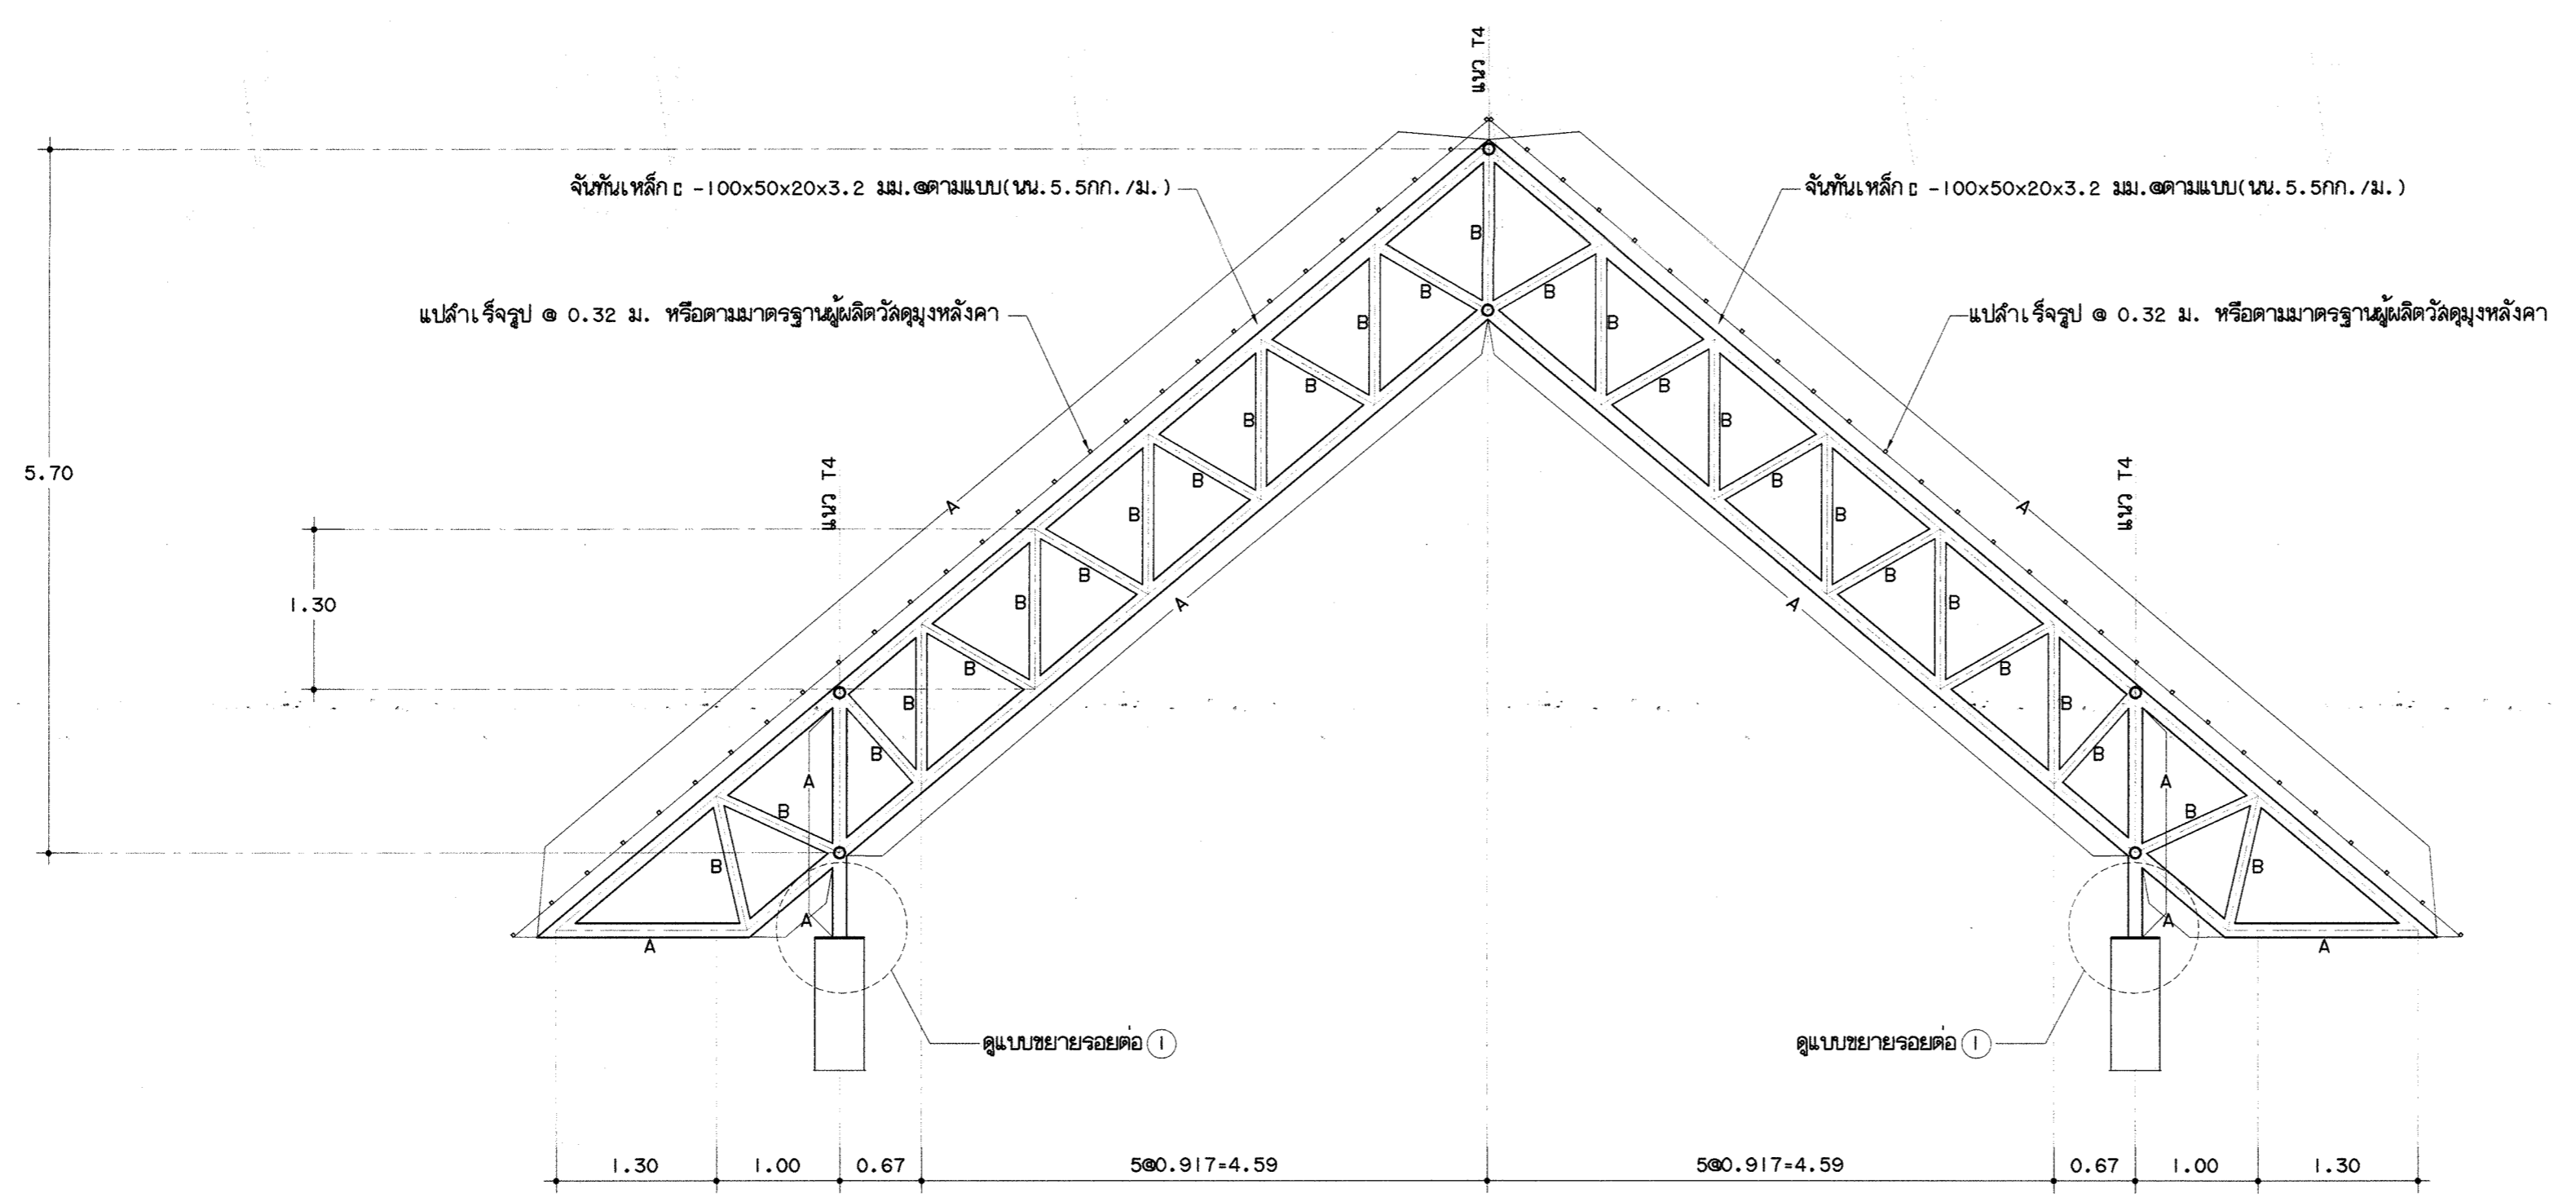 แนว T4
จันทันเหล็ก C -100x50x20x3.2 มม.@ตามแบบ(นน.5.5กก./ม.)
จันทันเหล็ก C -100x50x20x3.2 มม.@ตามแบบ(นน.5.5กก./ม.)
B
B
B
แปสำเร็จรูป @ 0.32 ม. หรือตามมาตรฐานผู้ผลิตวัสดุมุงหลังคา
B
B
แปสำเร็จรูป @ 0.32 ม. หรือตามมาตรฐานผู้ผลิตวัสดุมุงหลังคา
B
B
B
B
5.70
แนว T4
B
B
แนว T4
A
A
B
B
B
B
1.30
B
B
A
A
B
B
B
B
B
B
A
A
B
B
B
B
B
B
A
A
A
A
ดูแบบขยายรอยต่อ 1
ดูแบบขยายรอยต่อ 1
1.30
1.00
0.67
5@0.917=4.59
5@0.917=4.59
0.67
1.00
1.30